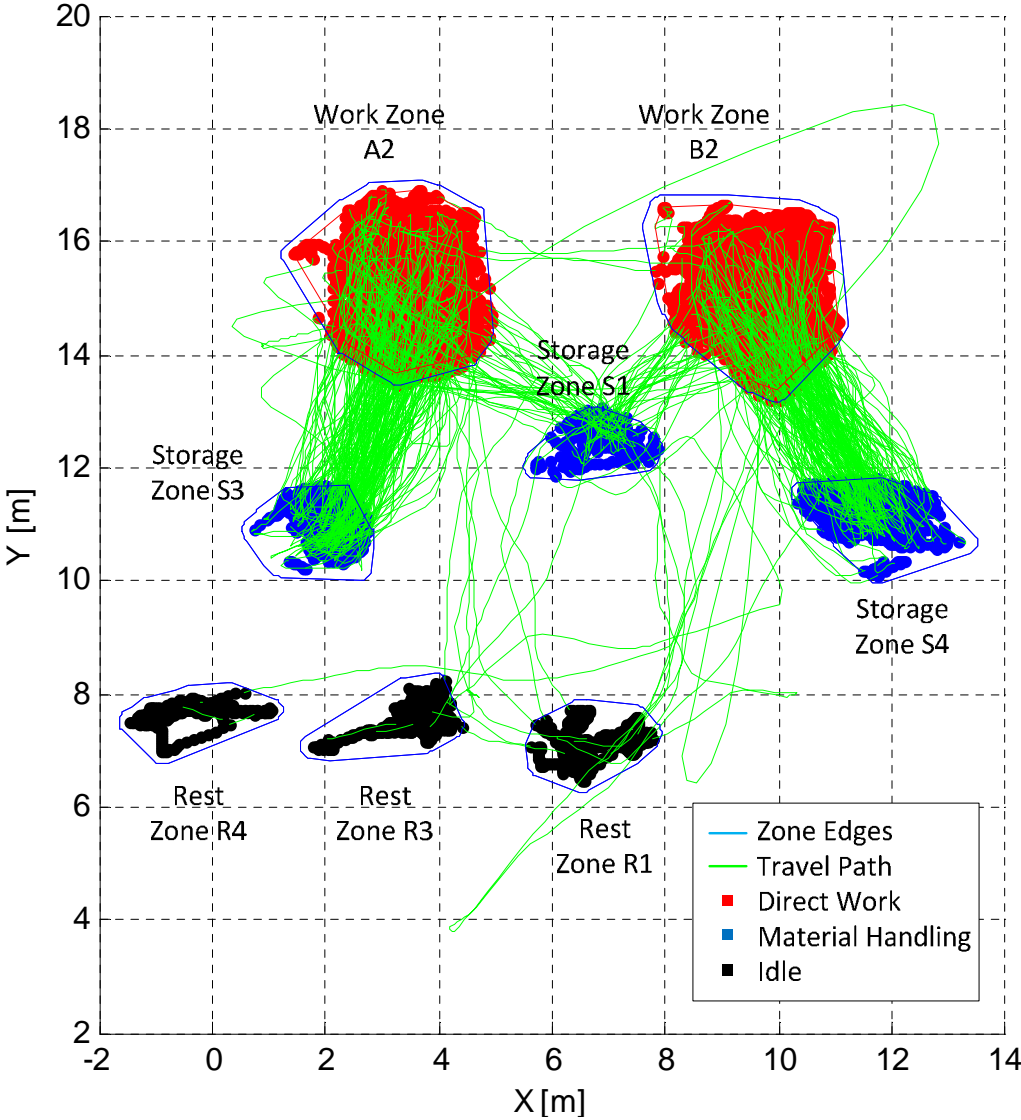 20
18
16
14
12
10
8
6
4
2
-2 0 2 4 6 8 10 12 14
Y [m]
X [m]
Work Zone
A2
Work Zone
B2
Storage
Zone S1
Storage
Zone S3
Storage
Zone S4
Rest
Zone R4
Rest
Zone R3
Rest
Zone R1
Zone Edges
Travel Path
Direct Work
Material Handling
Idle